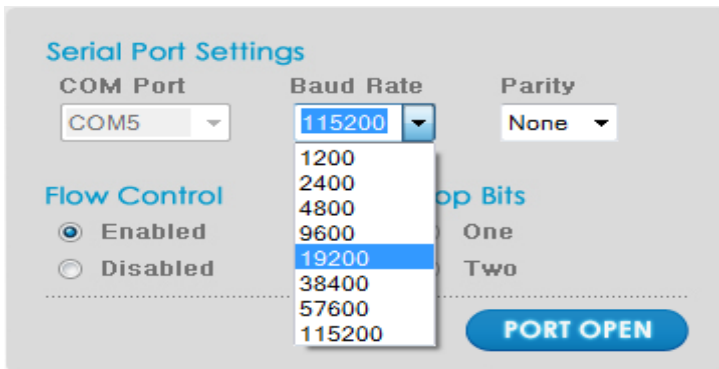 Serial Port Settings
COM Port Baud Rate Parity
COM5 115200 None
1200
2400
4800
Flow Control op Bits
9600
Enabled One
19200
Disabled Two
38400
57600
115200
PORT OPEN